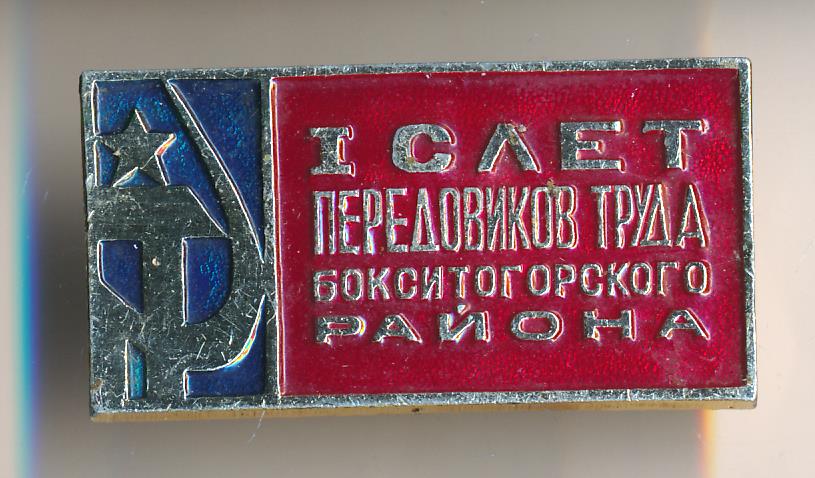 I СЛЕТ
ПЕРЕДОВИКОВ ТРУДА
БОКСИТОГОРСКОГО
РАЙОНА